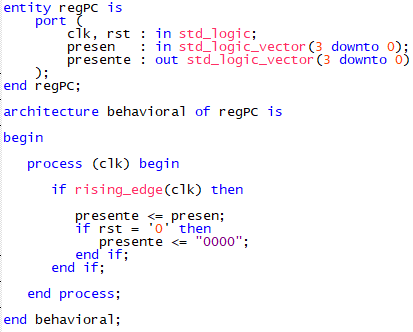 entity regPC is
port (
clk, rst : in std_logic;
presen : in std_logic_vector(3 downto 0);
presente : out std_logic_vector(3 downto 0)
);
end regPC;
architecture behavioral of regPC is
begin
process (clk) begin
if rising_edge(clk) then
presente <= presen;
if rst = '0' then
presente <= "0000";
end if;
end if;
end process;
end behavioral;